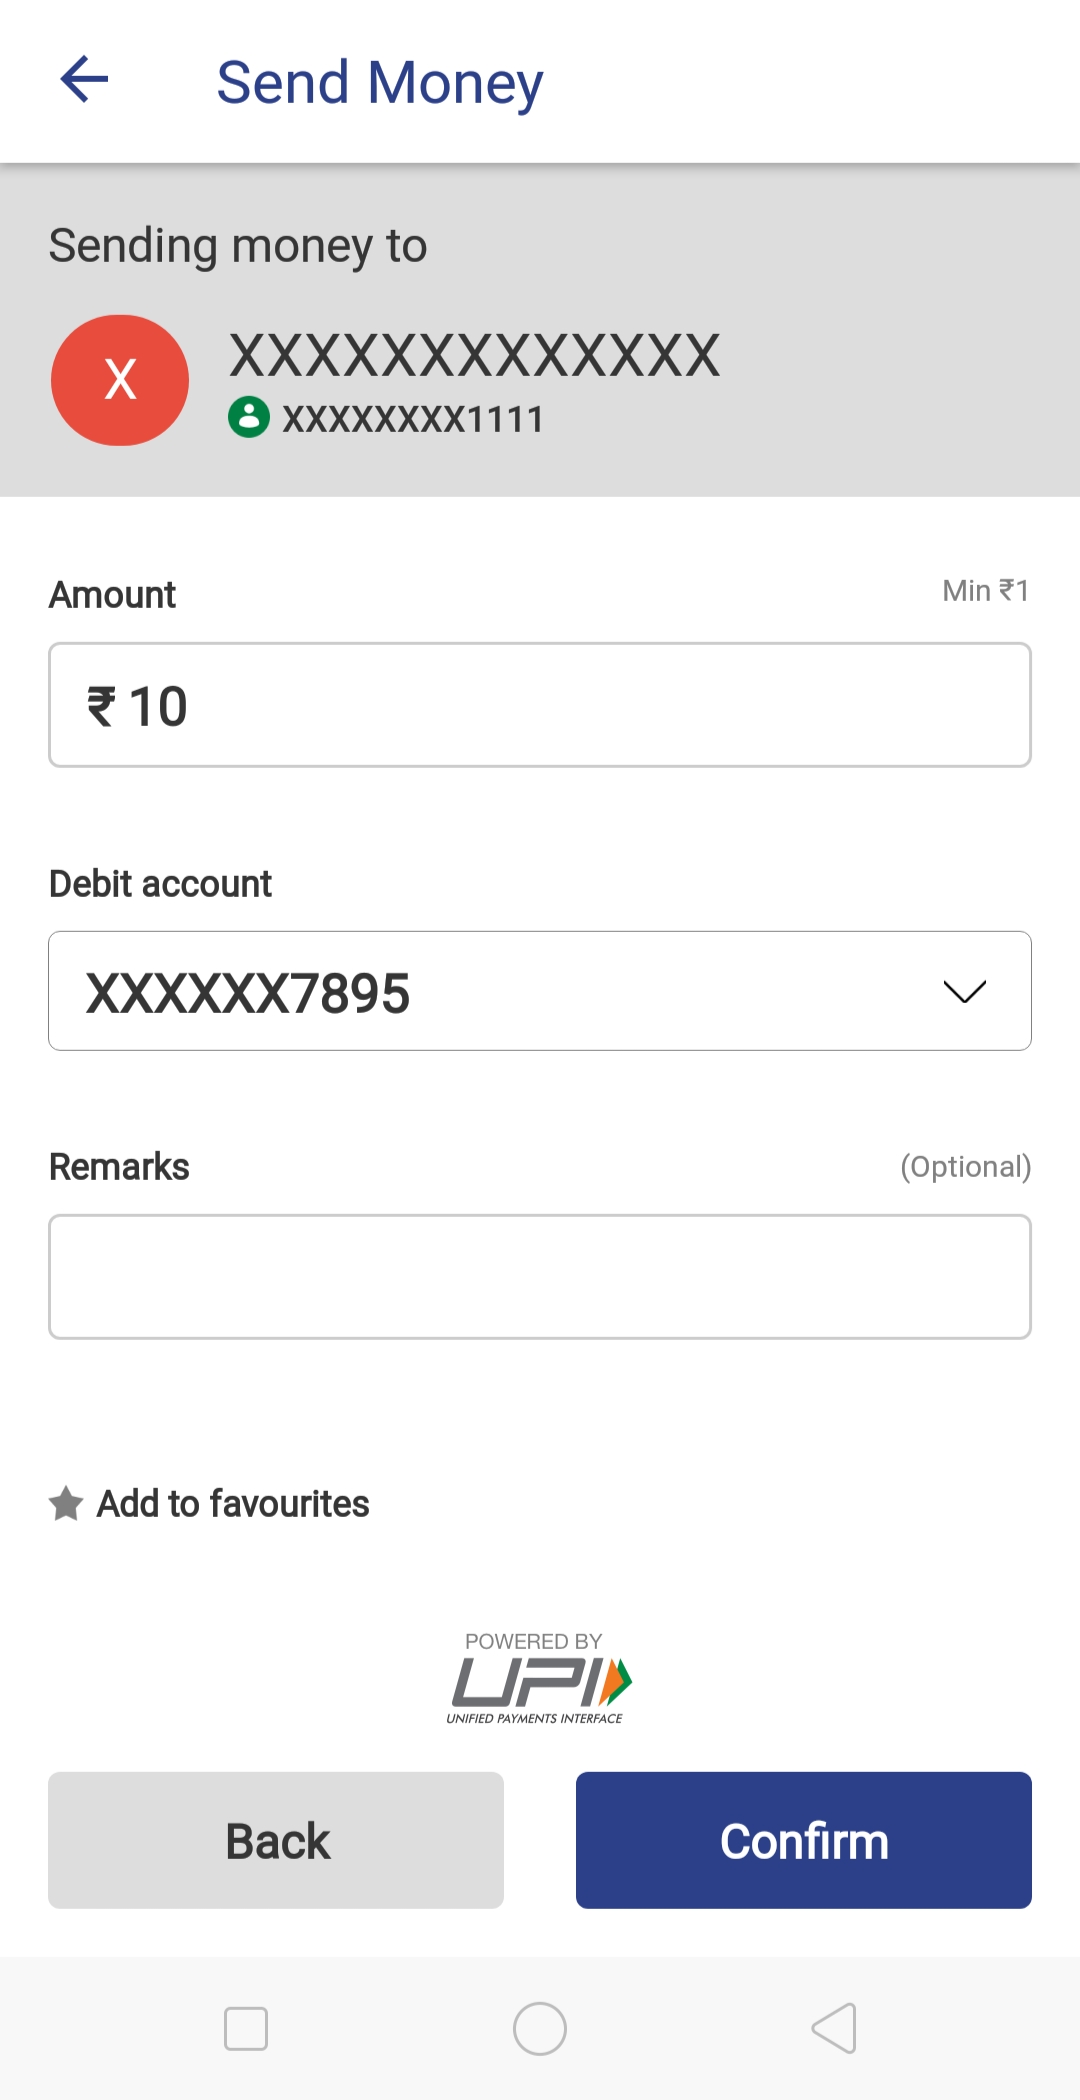 Send Money
Sending money to
X
XXXXXXXXXXXXX
XXXXXXXX1111
Amount
Min ₹1
₹ 10
Debit account
XXXXXX7895
Remarks
(Optional)
Add to favourites
POWERED BY
UPI
UNIFIED PAYMENTS INTERFACE
Back
Confirm